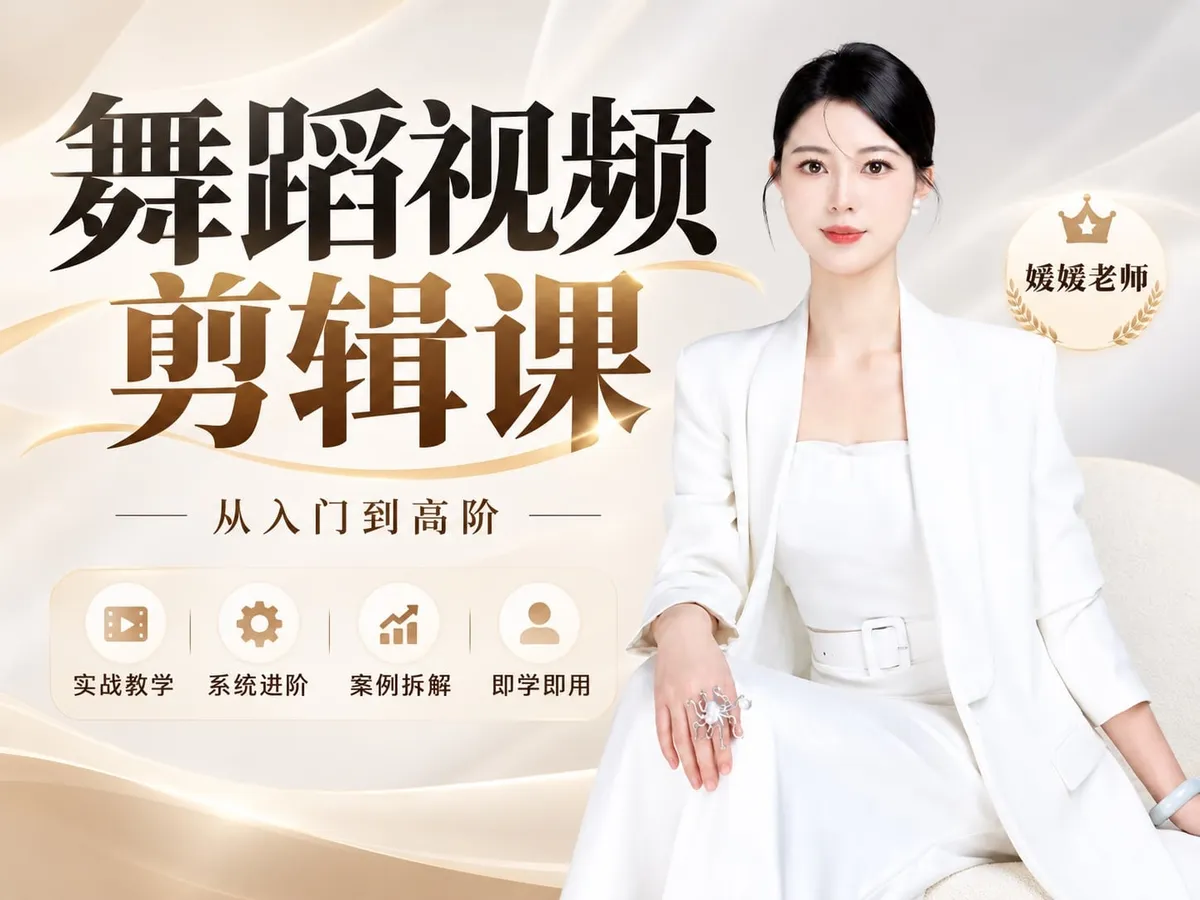 舞蹈视频
剪辑课
从入门到高阶
实战教学
系统进阶
案例拆解
即学即用
媛媛老师